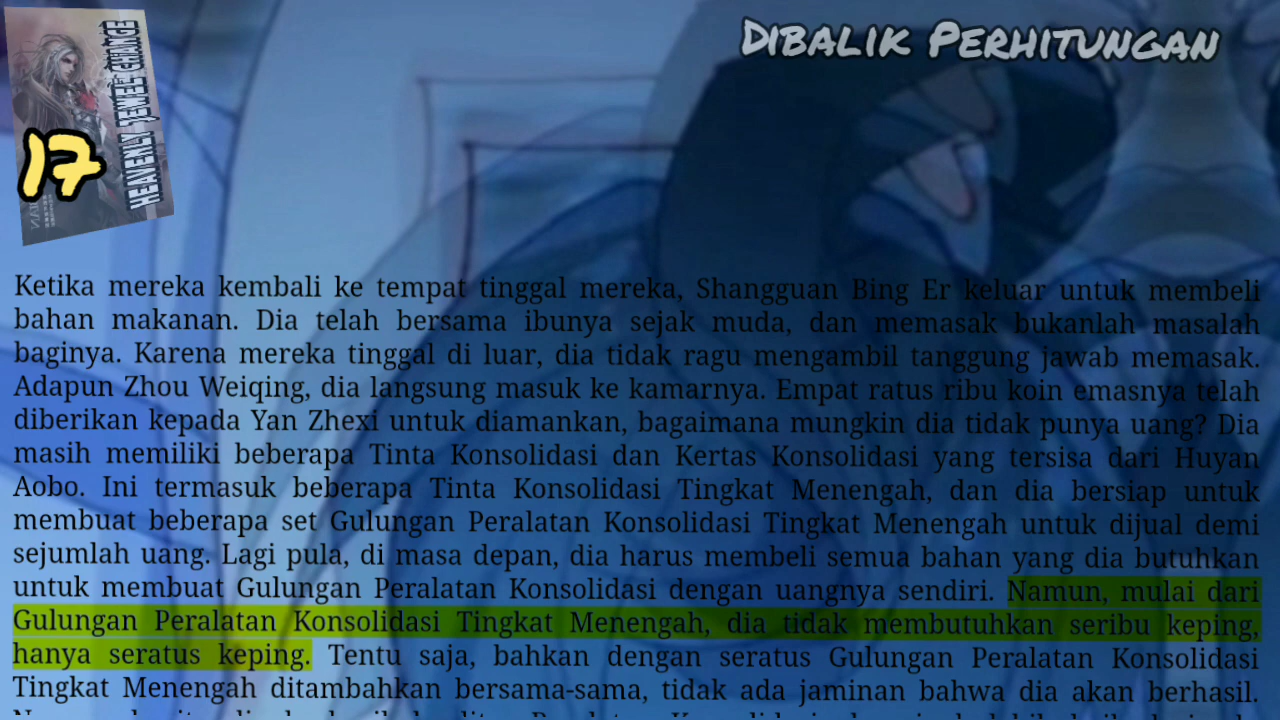 Dibalik Perhitungan
HEAVENLY JEWEL CHANGE
17
Ketika mereka kembali ke tempat tinggal mereka, Shangguan Bing Er keluar untuk membeli
bahan makanan. Dia telah bersama ibunya sejak muda, dan memasak bukanlah masalah
baginya. Karena mereka tinggal di luar, dia tidak ragu mengambil tanggung jawab memasak.
Adapun Zhou Weiqing, dia langsung masuk ke kamarnya. Empat ratus ribu koin emasnya telah
diberikan kepada Yan Zhexi untuk diamankan, bagaimana mungkin dia tidak punya uang? Dia
masih memiliki beberapa Tinta Konsolidasi dan Kertas Konsolidasi yang tersisa dari Huyan
Aobo. Ini termasuk beberapa Tinta Konsolidasi Tingkat Menengah, dan dia bersiap untuk
membuat beberapa set Gulungan Peralatan Konsolidasi Tingkat Menengah untuk dijual demi
sejumlah uang. Lagi pula, di masa depan, dia harus membeli semua bahan yang dia butuhkan
untuk membuat Gulungan Peralatan Konsolidasi dengan uangnya sendiri. Namun, mulai dari
Gulungan Peralatan Konsolidasi Tingkat Menengah, dia tidak membutuhkan seribu keping,
hanya seratus keping. Tentu saja, bahkan dengan seratus Gulungan Peralatan Konsolidasi
Tingkat Menengah ditambahkan bersama-sama, tidak ada jaminan bahwa dia akan berhasil.